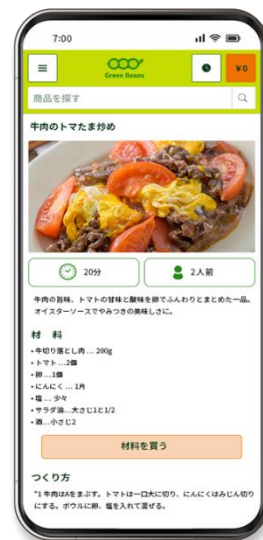 7:00
Green Beans
¥0
商品を探す
牛肉のトマたま炒め
20分
2人前
牛肉の旨味、トマトの甘味と酸味を卵でふんわりとまとめた一品。
オイスターソースでやみつきの美味しさに。
材 料
・牛切り落とし肉 … 200g
・トマト …2個
・卵 …1個
・にんにく … 1片
・塩 … 少々
・サラダ油…大さじ1と1/2
・酒…小さじ2
材料を買う
つくり方
"1 牛肉はAをまぶす。トマトは一口大に切り、にんにくはみじん切り
にする。ボウルに卵、塩を入れて混ぜる。